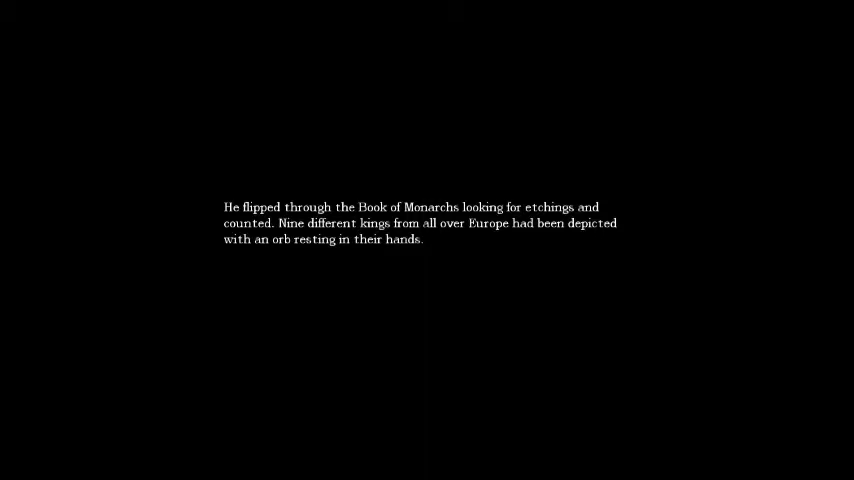 He flipped through the Book of Monarchs looking for etchings and
counted. Nine different kings from all over Europe had been depicted
with an orb resting in their hands.